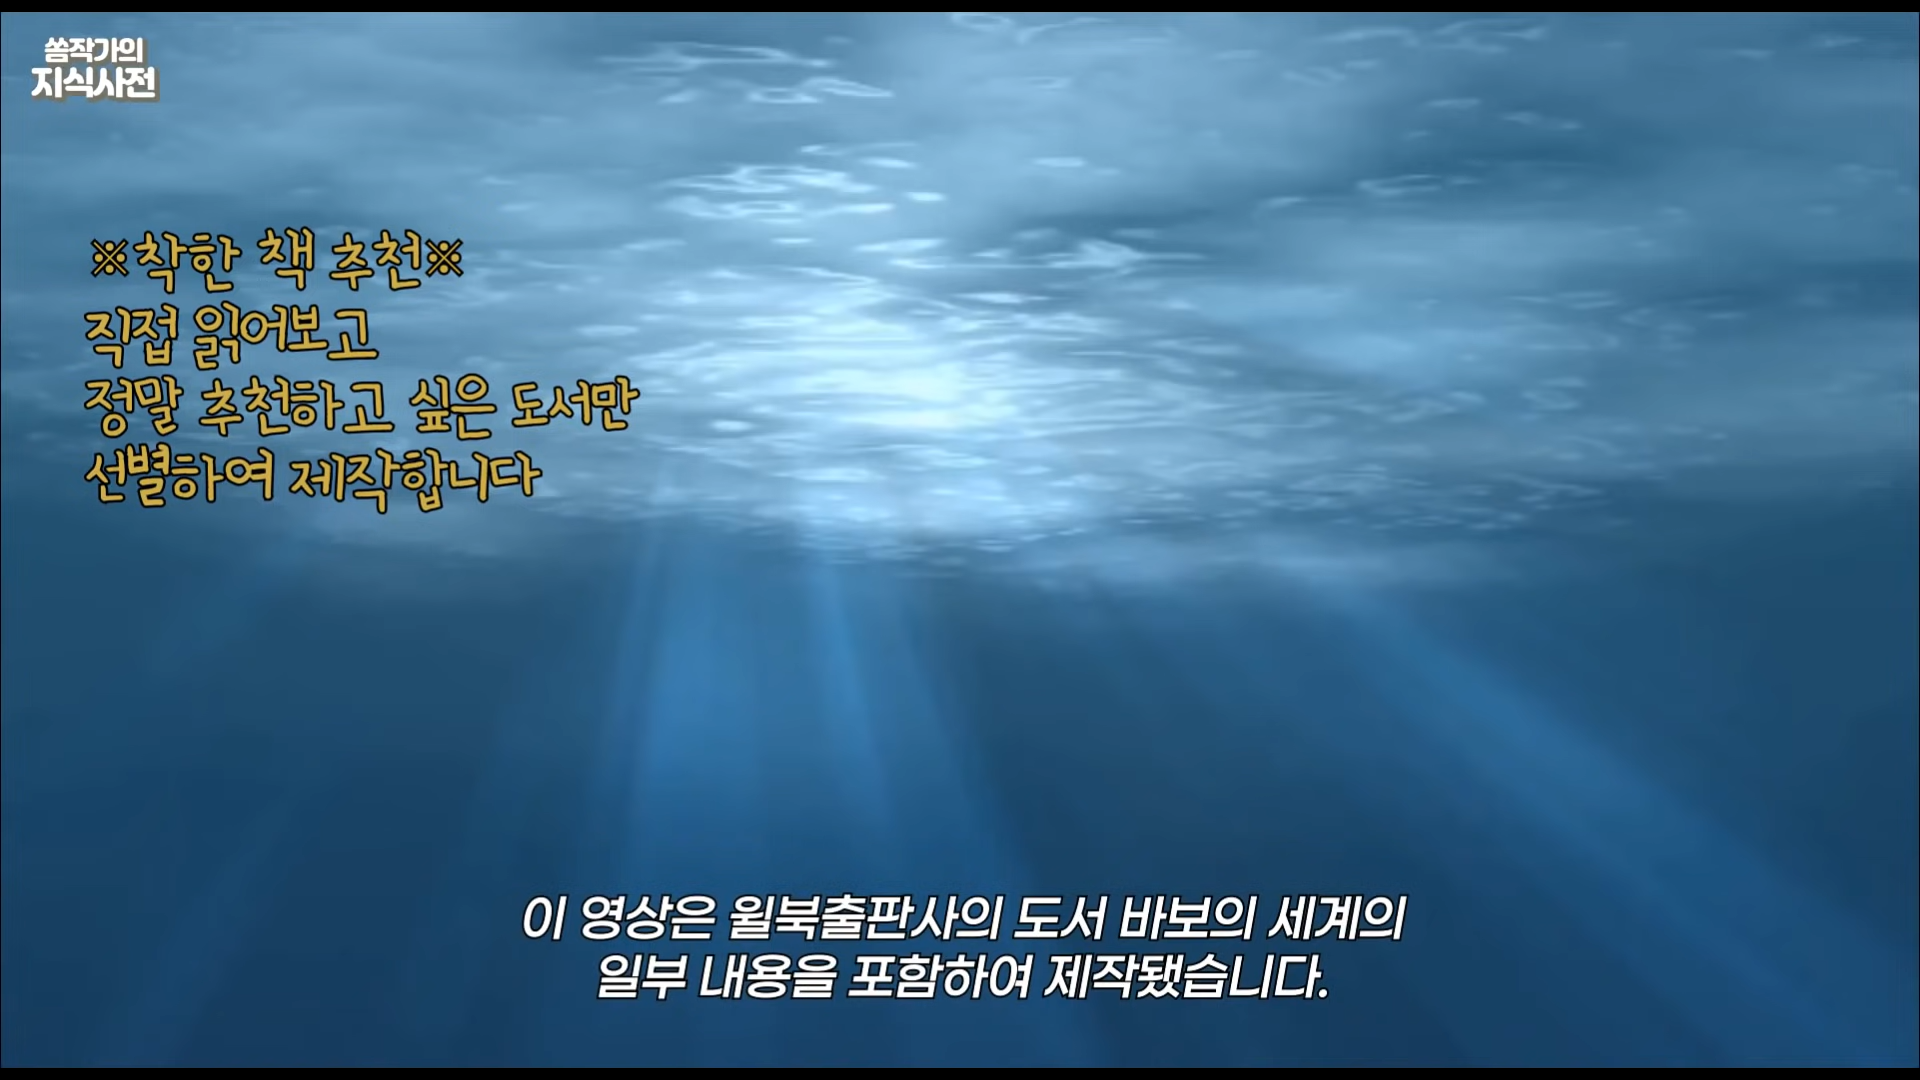 쏨작가의
지식사전
※착한 책 추천※
직접 읽어보고
정말 추천하고 싶은 도서만
선별하여 제작합니다
이 영상은 윌북출판사의 도서 바보의 세계의
일부 내용을 포함하여 제작됐습니다.